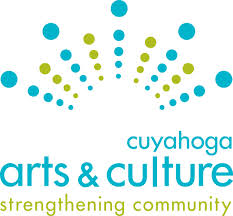 cuyahoga
arts & culture
strengthening community